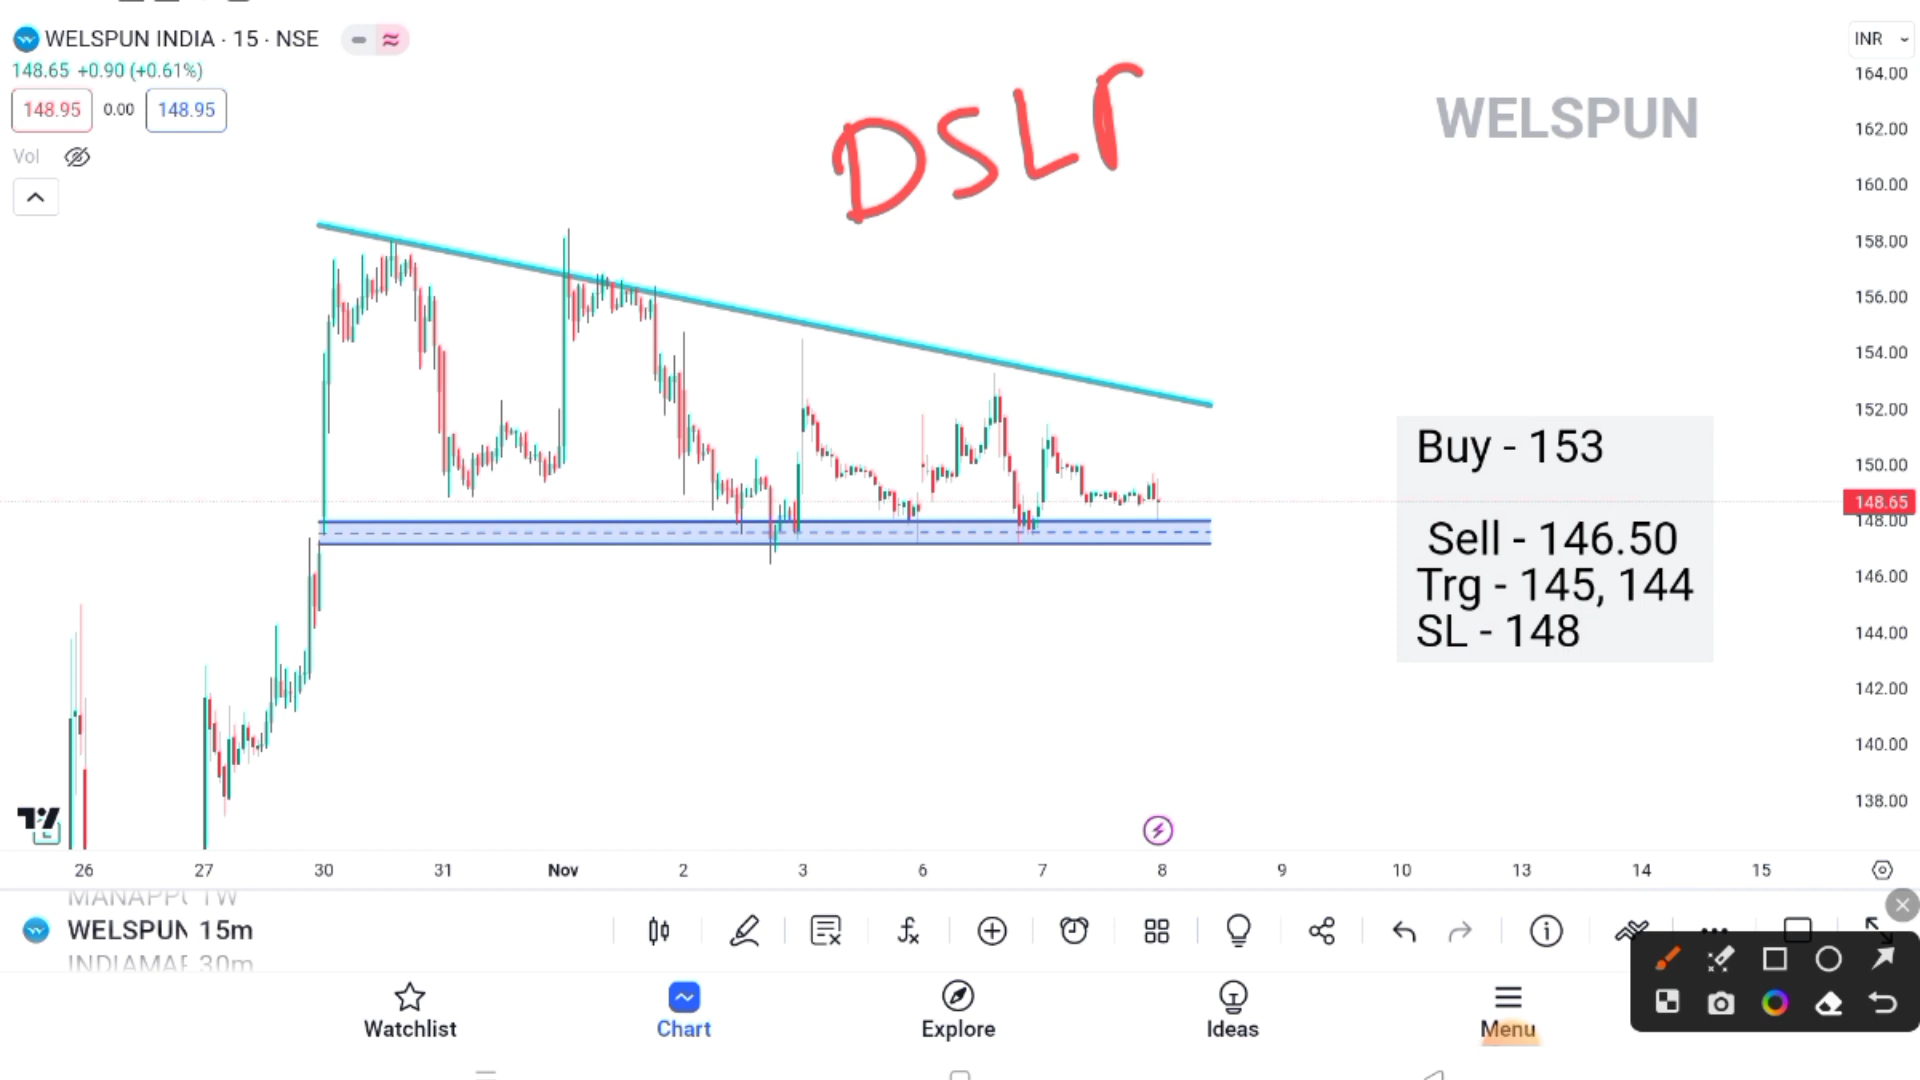 WELSPUN INDIA · 15 · NSE
148.65 +0.90 (+0.61%)
148.95 0.00 148.95
Vol
DSLr
WELSPUN
INR
164.00
162.00
160.00
158.00
156.00
154.00
152.00
150.00
148.65
148.00
146.00
144.00
142.00
140.00
138.00
Buy - 153
Sell - 146.50
Trg - 145, 144
SL - 148
26 27 30 31 Nov 2 3 6 7 8 9 10 13 14 15
1W
WELSPUN 15m
30m
Watchlist Chart Explore Ideas Menu